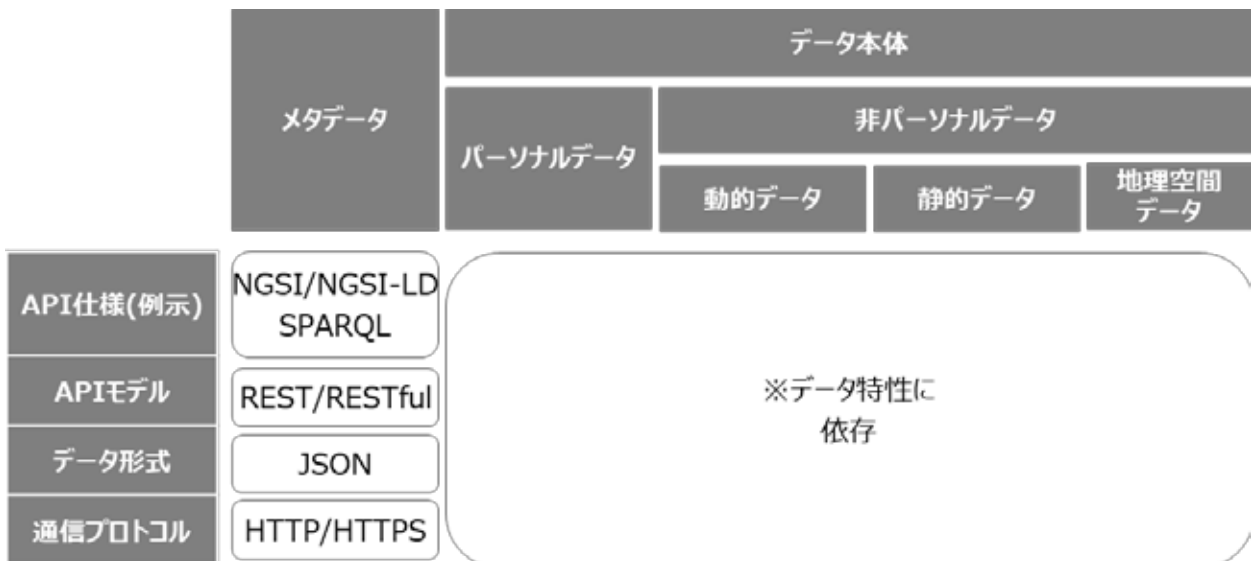 データ本体
メタデータ
非パーソナルデータ
パーソナルデータ
動的データ
静的データ
地理空間
データ
API仕様(例示)
NGSI/NGSI-LD
SPARQL
APIモデル
REST/RESTful
※データ特性に
依存
データ形式
JSON
通信プロトコル
HTTP/HTTPS